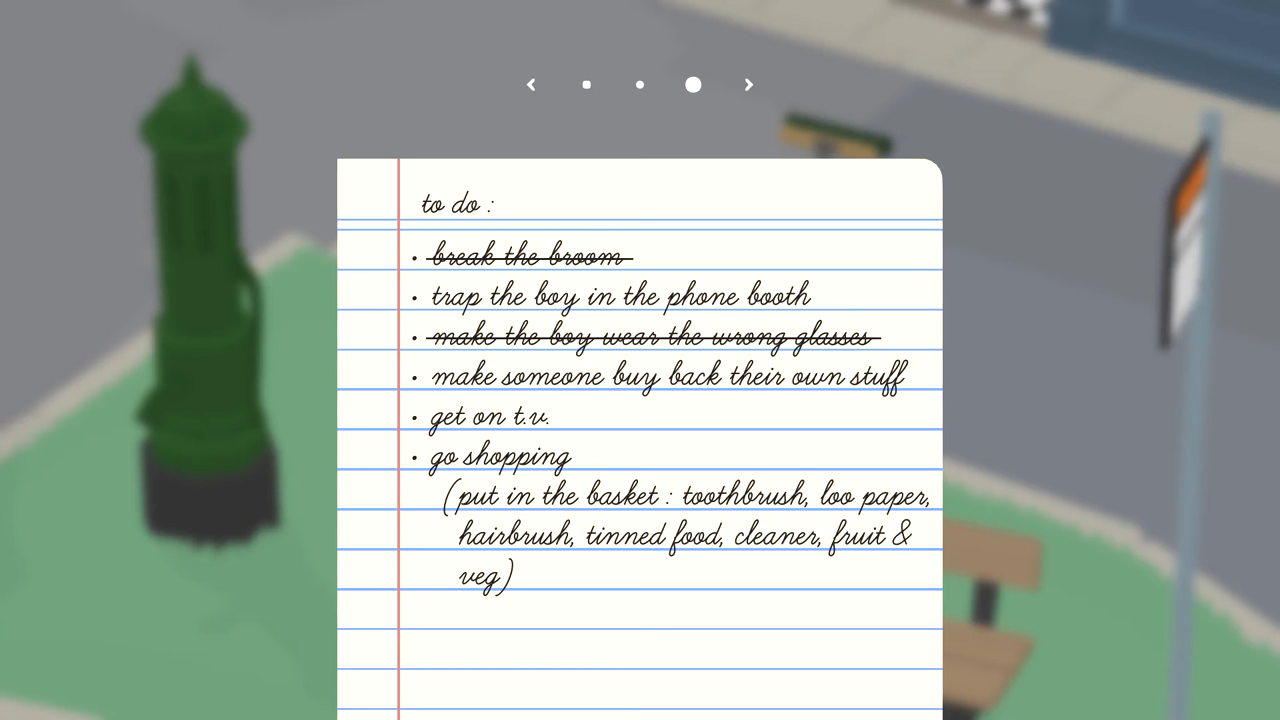 to do :
• break the broom
• trap the boy in the phone booth
• make the boy wear the wrong glasses
• make someone buy back their own stuff
• get on t.v.
• go shopping
(put in the basket : toothbrush, loo paper,
hairbrush, tinned food, cleaner, fruit &
veg)